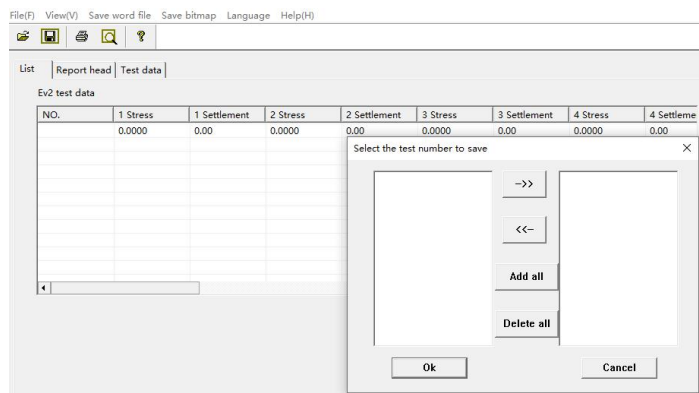 File(F) View(V) Save word file Save bitmap Language Help(H)
List Report head Test data
Ev2 test data
NO. 1 Stress 1 Settlement 2 Stress 2 Settlement 3 Stress 3 Settlement 4 Stress 4 Settleme
0.0000 0.00 0.0000 0.00 0.0000 0.00 0.0000 0.00
Select the test number to save
->>
<<-
Add all
Delete all
Ok Cancel